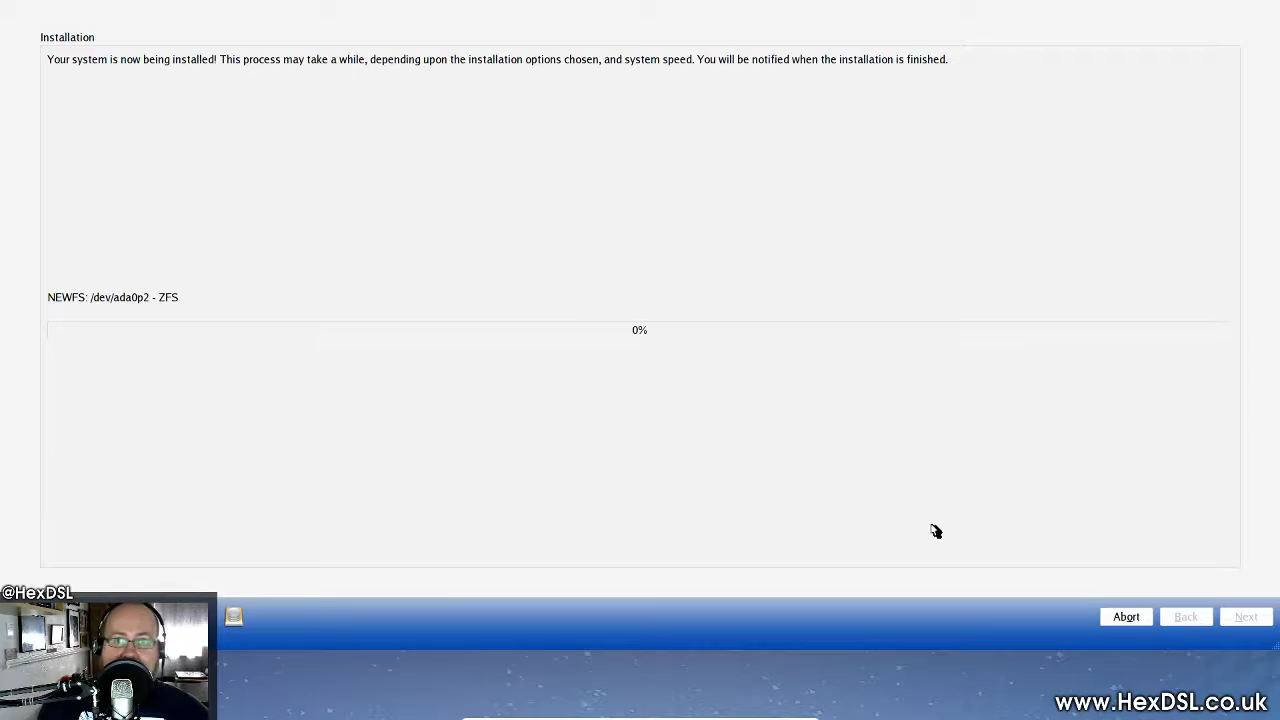 Installation
Your system is now being installed! This process may take a while, depending upon the installation options chosen, and system speed. You will be notified when the installation is finished.
NEWFS: /dev/ada0p2 - ZFS
0%
@HexDSL
Abort Back Next
www.HexDSL.co.uk